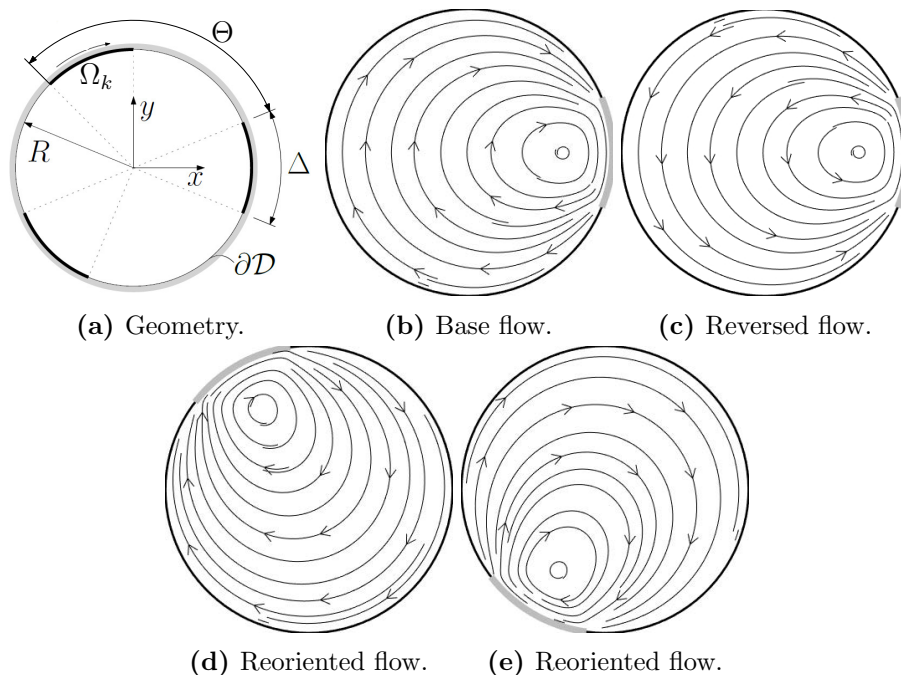 Θ
Ω_k
y
R
x
Δ
∂𝒟
(a) Geometry.
(b) Base flow.
(c) Reversed flow.
(d) Reoriented flow.
(e) Reoriented flow.